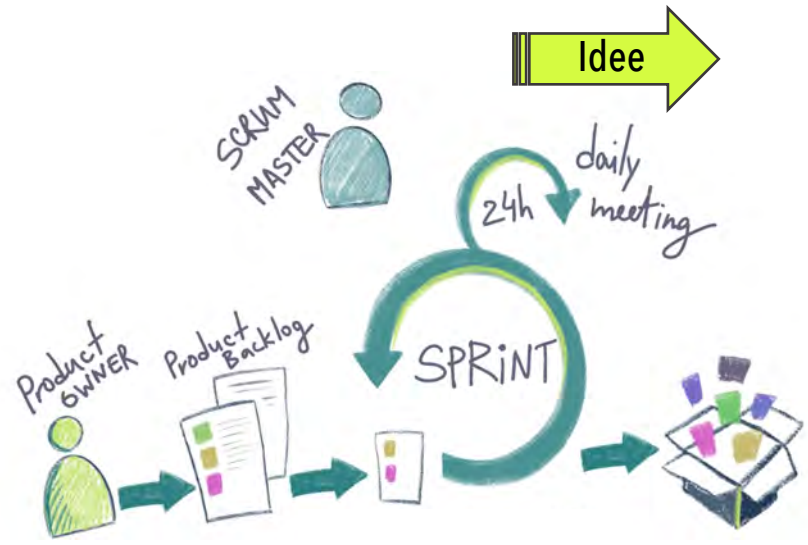 Idee
SCRUM
MASTER
daily
24h meeting
Product
OWNER
Product
Backlog
SPRiNT